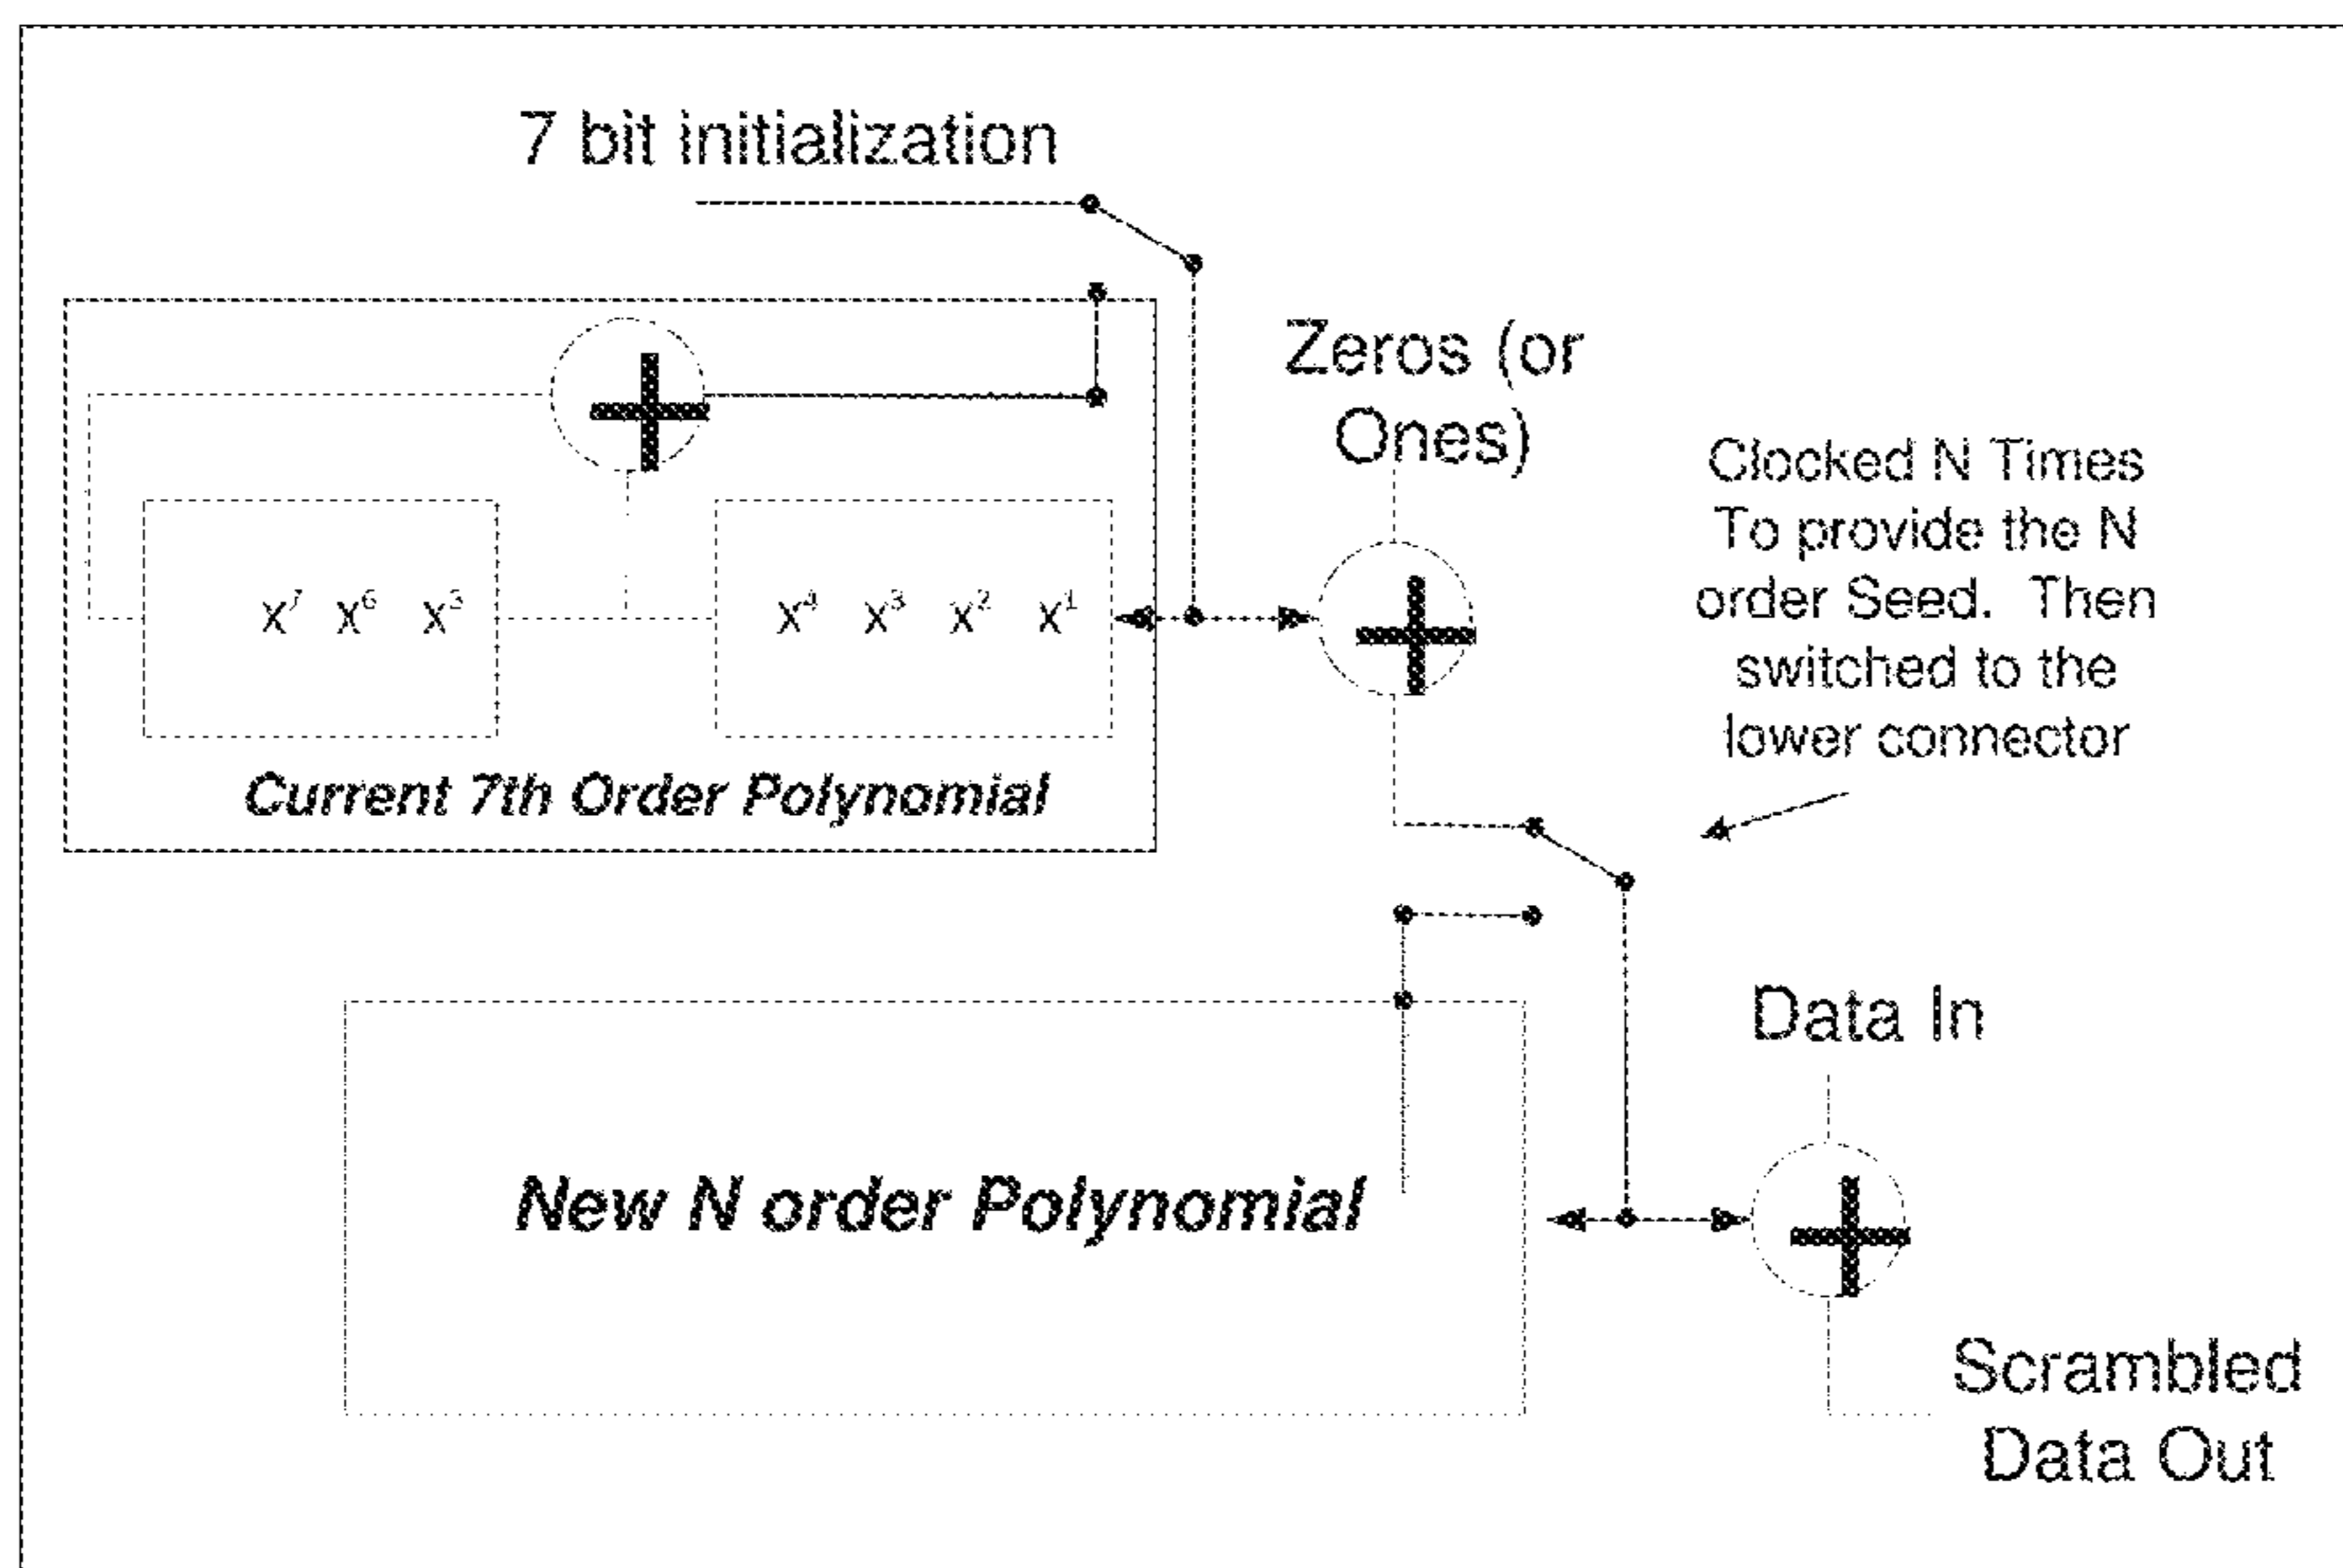 7 bit initialization
Zeros (or
Ones)
Clocked N Times
To provide the N
order Seed. Then
switched to the
lower connector
X⁷ X⁶ X⁵ X⁴ X³ X² X¹
Current 7th Order Polynomial
Data In
New N order Polynomial
Scrambled
Data Out